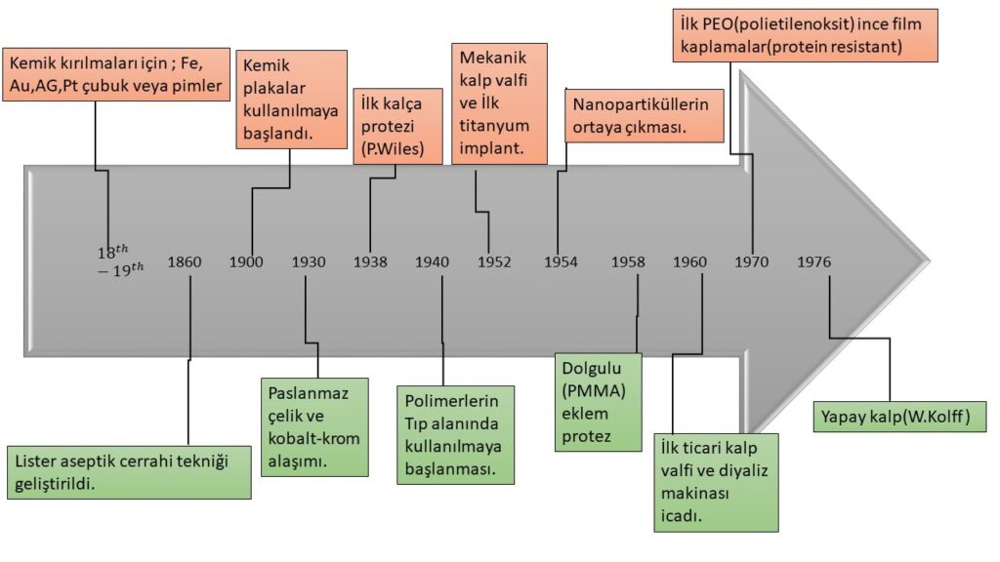 İlk PEO(polietilenoksit) ince film
kaplamalar(protein resistant)
Kemik kırılmaları için ; Fe,
Au,AG,Pt çubuk veya pimler
Kemik
plakalar
kullanılmaya
başlandı.
İlk kalça
protezi
(P.Wiles)
Mekanik
kalp valfi
ve İlk
titanyum
implant.
Nanopartiküllerin
ortaya çıkması.
18th
– 19th
1860
1900
1930
1938
1940
1952
1954
1958
1960
1970
1976
Lister aseptik cerrahi tekniği
geliştirildi.
Paslanmaz
çelik ve
kobalt-krom
alaşımı.
Polimerlerin
Tıp alanında
kullanılmaya
başlanması.
Dolgulu
(PMMA)
eklem
protez
İlk ticari kalp
valfi ve diyaliz
makinası
icadı.
Yapay kalp(W.Kolff )